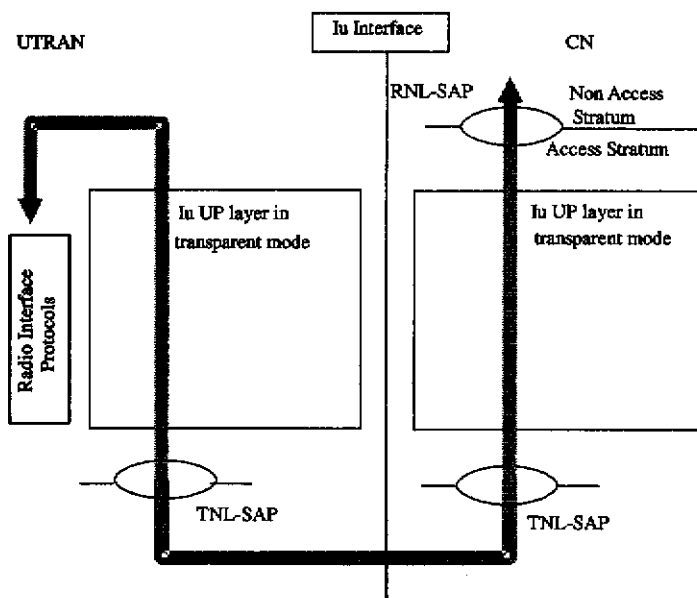 Iu Interface
UTRAN
CN
RNL-SAP
Non Access
Stratum
Access Stratum
Iu UP layer in
transparent mode
Iu UP layer in
transparent mode
Radio Interface
Protocols
TNL-SAP
TNL-SAP